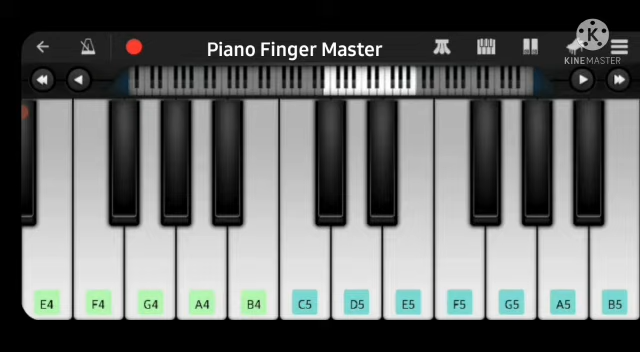 Piano Finger Master
K
KINEMASTER
E4 F4 G4 A4 B4 C5 D5 E5 F5 G5 A5 B5